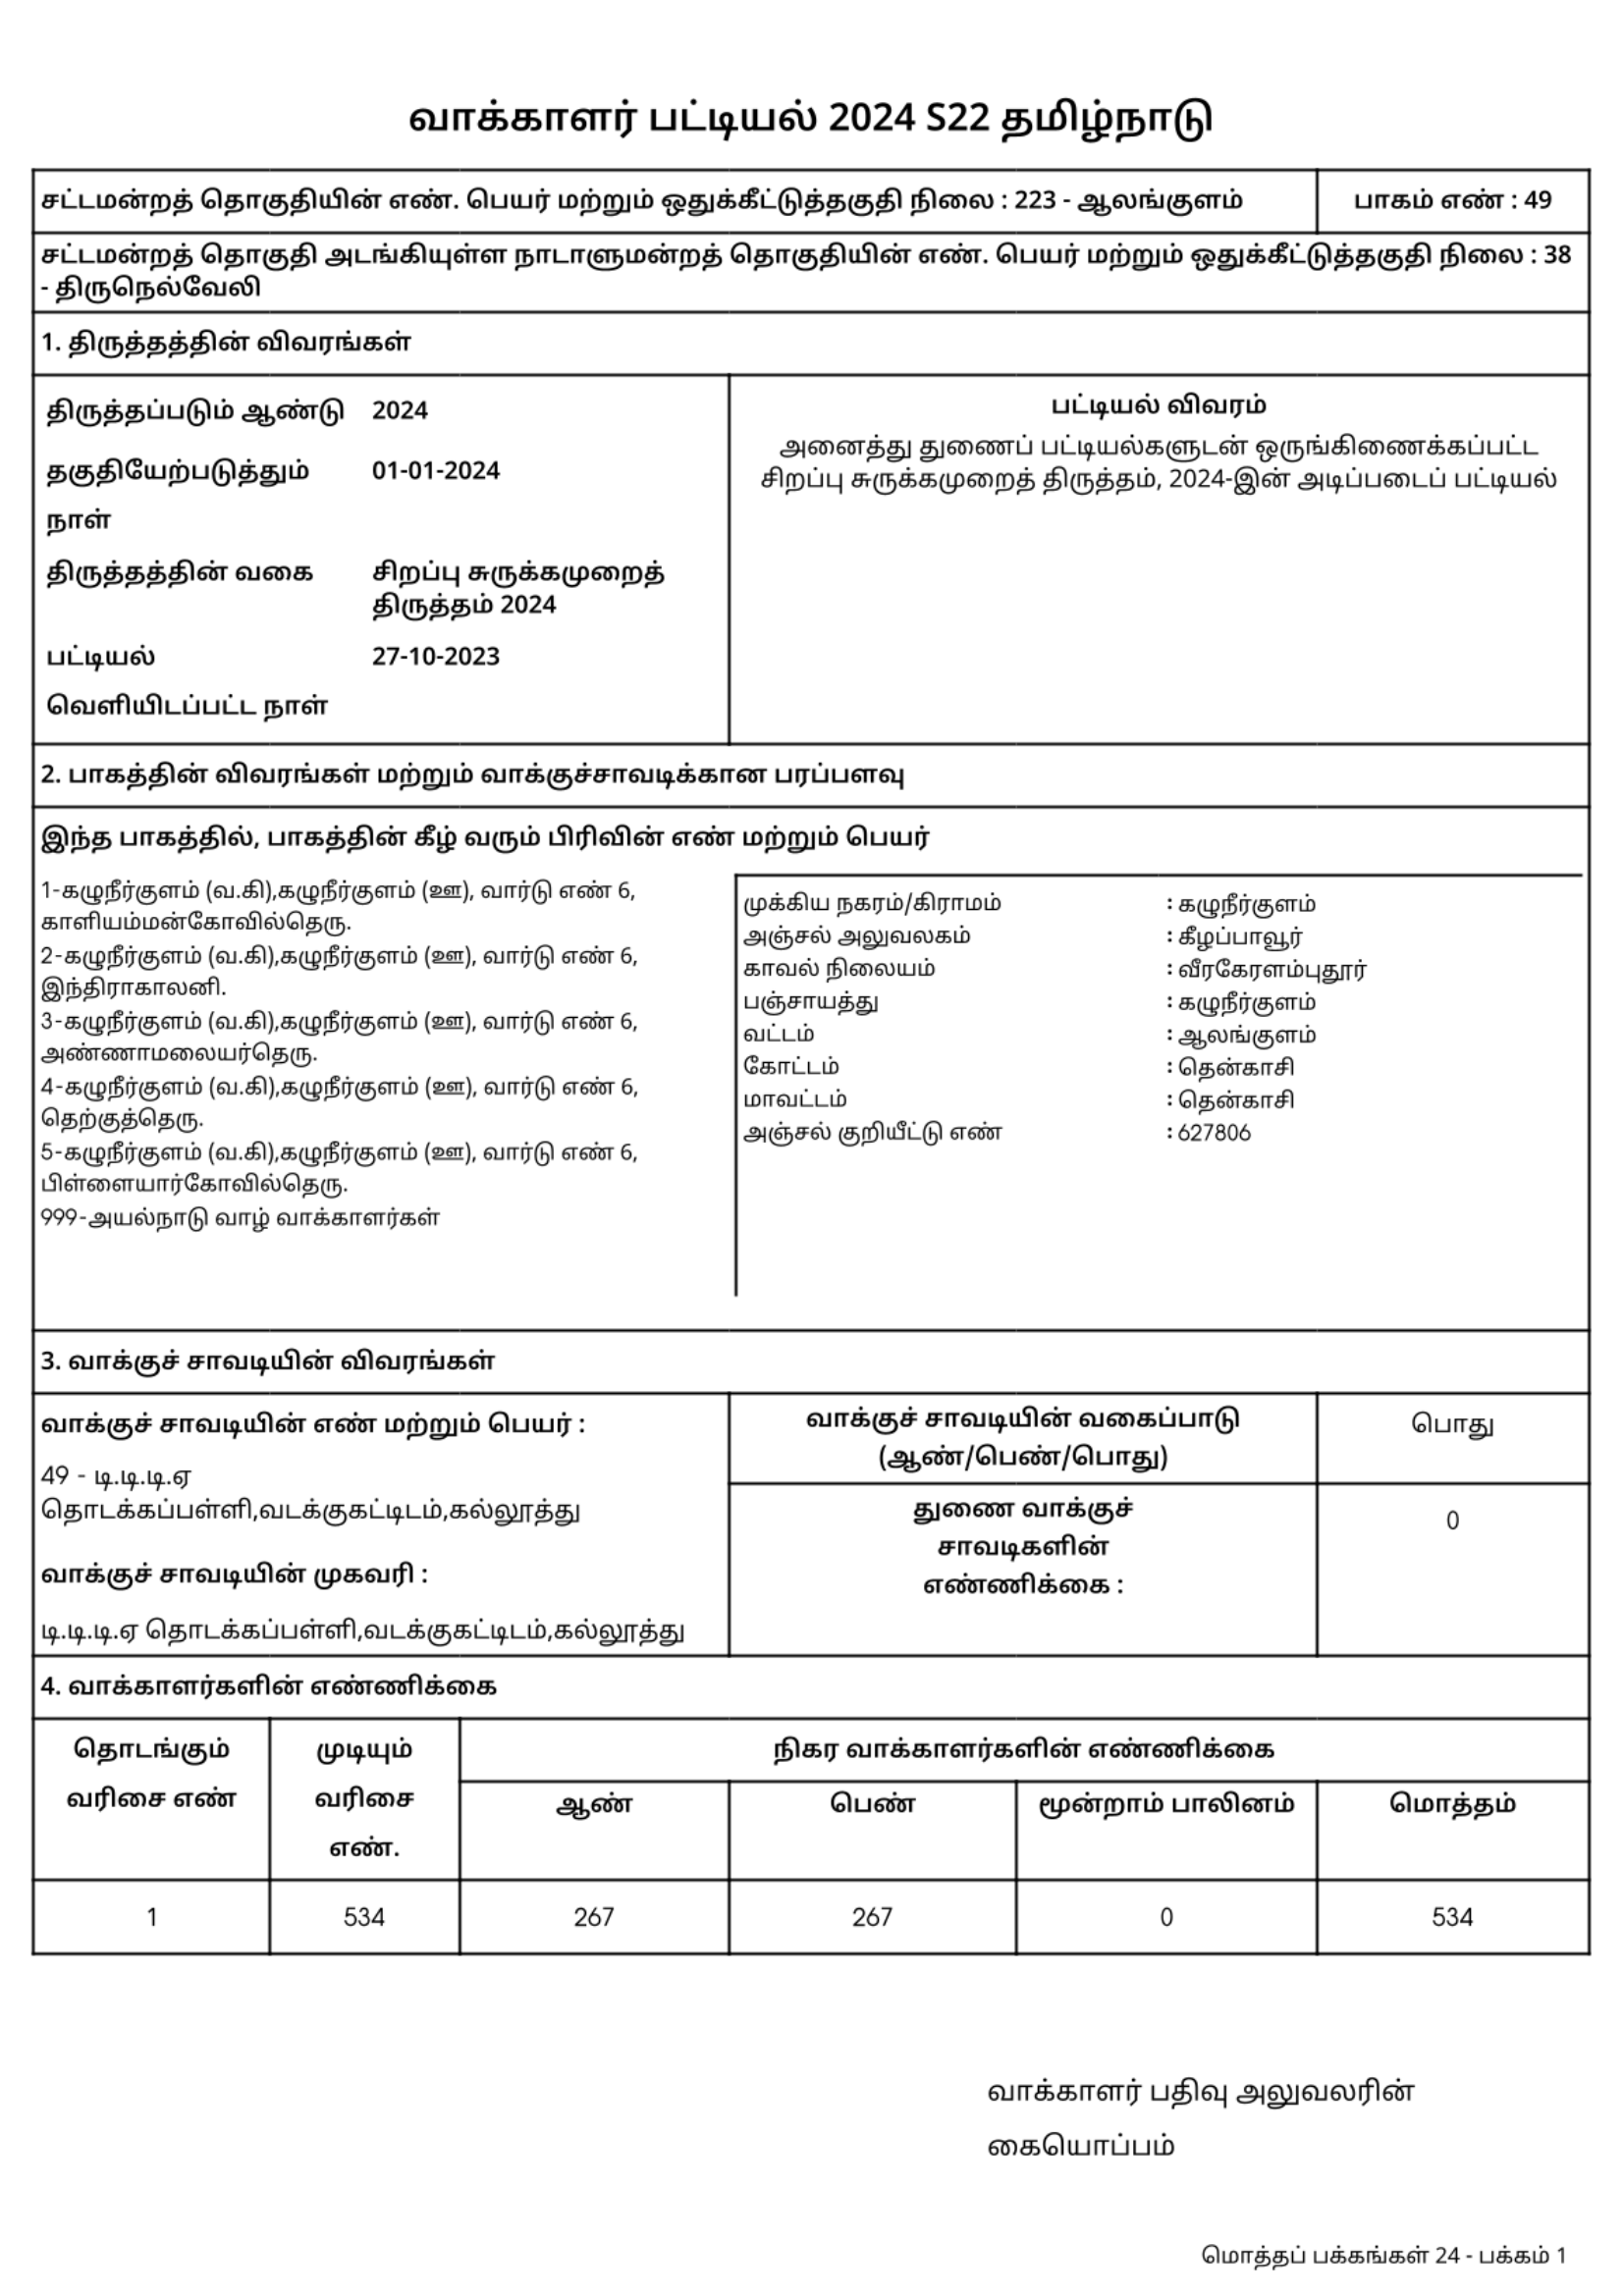 வாக்காளர் பட்டியல் 2024 S22 தமிழ்நாடு
சட்டமன்றத் தொகுதியின் எண். பெயர் மற்றும் ஒதுக்கீட்டுத்தகுதி நிலை : 223 - ஆலங்குளம்
பாகம் எண் : 49
சட்டமன்றத் தொகுதி அடங்கியுள்ள நாடாளுமன்றத் தொகுதியின் எண். பெயர் மற்றும் ஒதுக்கீட்டுத்தகுதி நிலை : 38
- திருநெல்வேலி
1. திருத்தத்தின் விவரங்கள்
திருத்தப்படும் ஆண்டு 2024
தகுதியேற்படுத்தும் 01-01-2024
நாள்
திருத்தத்தின் வகை சிறப்பு சுருக்கமுறைத்
திருத்தம் 2024
பட்டியல் 27-10-2023
வெளியிடப்பட்ட நாள்
பட்டியல் விவரம்
அனைத்து துணைப் பட்டியல்களுடன் ஒருங்கிணைக்கப்பட்ட
சிறப்பு சுருக்கமுறைத் திருத்தம், 2024-இன் அடிப்படைப் பட்டியல்
2. பாகத்தின் விவரங்கள் மற்றும் வாக்குச்சாவடிக்கான பரப்பளவு
இந்த பாகத்தில், பாகத்தின் கீழ் வரும் பிரிவின் எண் மற்றும் பெயர்
1-கழுநீர்குளம் (வ.கி),கழுநீர்குளம் (ஊ), வார்டு எண் 6,
காளியம்மன்கோவில்தெரு.
2-கழுநீர்குளம் (வ.கி),கழுநீர்குளம் (ஊ), வார்டு எண் 6,
இந்திராகாலனி.
3-கழுநீர்குளம் (வ.கி),கழுநீர்குளம் (ஊ), வார்டு எண் 6,
அண்ணாமலையர்தெரு.
4-கழுநீர்குளம் (வ.கி),கழுநீர்குளம் (ஊ), வார்டு எண் 6,
தெற்குத்தெரு.
5-கழுநீர்குளம் (வ.கி),கழுநீர்குளம் (ஊ), வார்டு எண் 6,
பிள்ளையார்கோவில்தெரு.
999-அயல்நாடு வாழ் வாக்காளர்கள்
முக்கிய நகரம்/கிராமம் : கழுநீர்குளம்
அஞ்சல் அலுவலகம் : கீழப்பாவூர்
காவல் நிலையம் : வீரகேரளம்புதூர்
பஞ்சாயத்து : கழுநீர்குளம்
வட்டம் : ஆலங்குளம்
கோட்டம் : தென்காசி
மாவட்டம் : தென்காசி
அஞ்சல் குறியீட்டு எண் : 627806
3. வாக்குச் சாவடியின் விவரங்கள்
வாக்குச் சாவடியின் எண் மற்றும் பெயர் :
49 - டி.டி.டி.ஏ
தொடக்கப்பள்ளி,வடக்குகட்டிடம்,கல்லூத்து
வாக்குச் சாவடியின் முகவரி :
டி.டி.டி.ஏ தொடக்கப்பள்ளி,வடக்குகட்டிடம்,கல்லூத்து
வாக்குச் சாவடியின் வகைப்பாடு
(ஆண்/பெண்/பொது)
பொது
துணை வாக்குச்
சாவடிகளின்
எண்ணிக்கை :
0
4. வாக்காளர்களின் எண்ணிக்கை
தொடங்கும்
வரிசை எண்
முடியும்
வரிசை
எண்.
நிகர வாக்காளர்களின் எண்ணிக்கை
ஆண் பெண் மூன்றாம் பாலினம் மொத்தம்
1 534 267 267 0 534
வாக்காளர் பதிவு அலுவலரின்
கையொப்பம்
மொத்தப் பக்கங்கள் 24 - பக்கம் 1